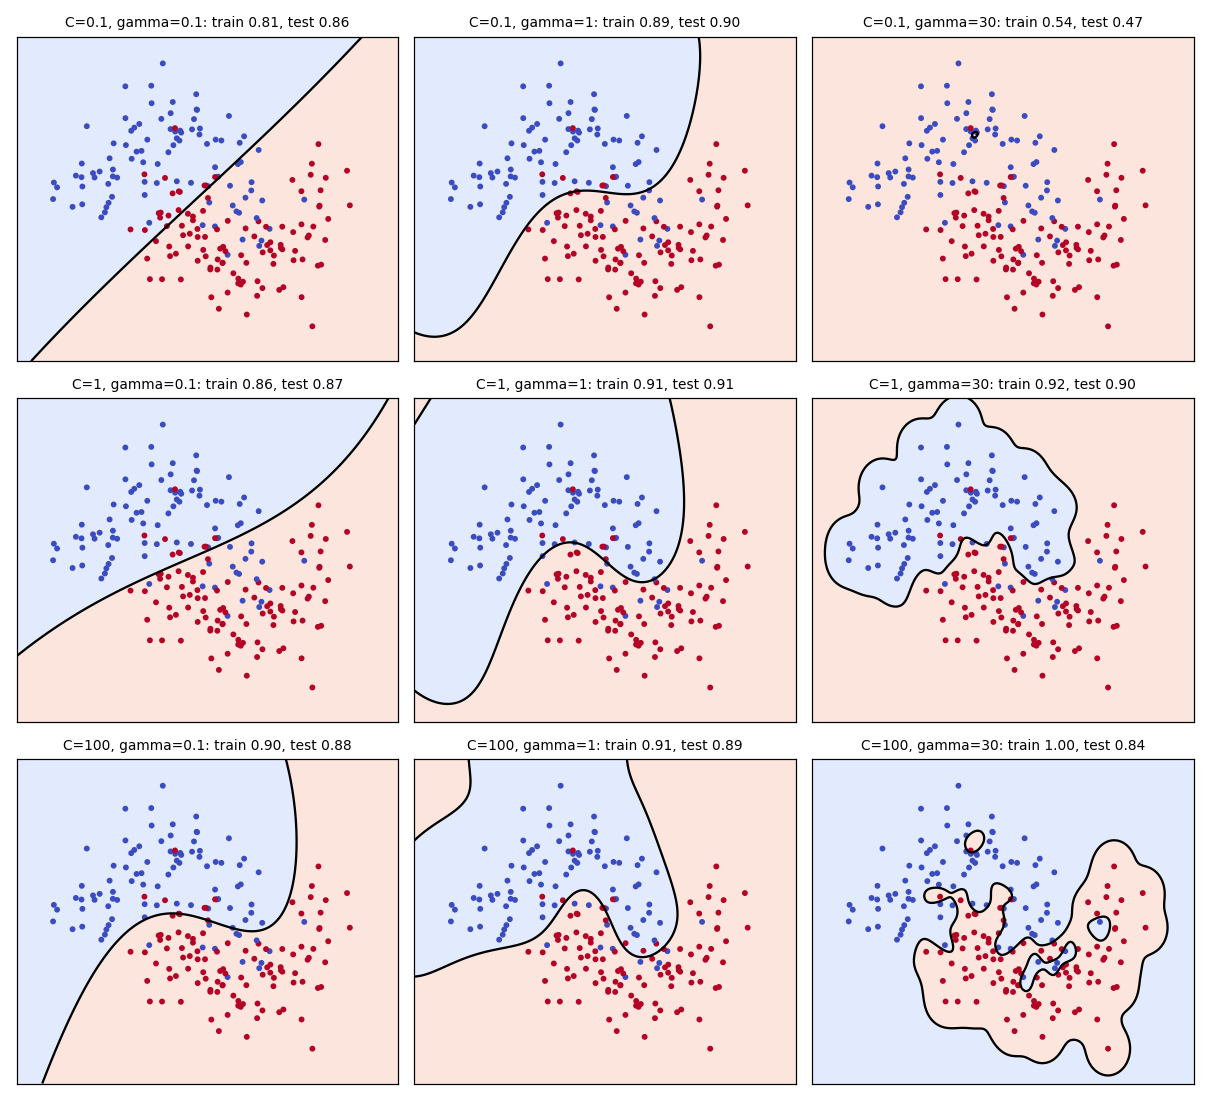 C=0.1, gamma=0.1: train 0.81, test 0.86
C=0.1, gamma=1: train 0.89, test 0.90
C=0.1, gamma=30: train 0.54, test 0.47
C=1, gamma=0.1: train 0.86, test 0.87
C=1, gamma=1: train 0.91, test 0.91
C=1, gamma=30: train 0.92, test 0.90
C=100, gamma=0.1: train 0.90, test 0.88
C=100, gamma=1: train 0.91, test 0.89
C=100, gamma=30: train 1.00, test 0.84